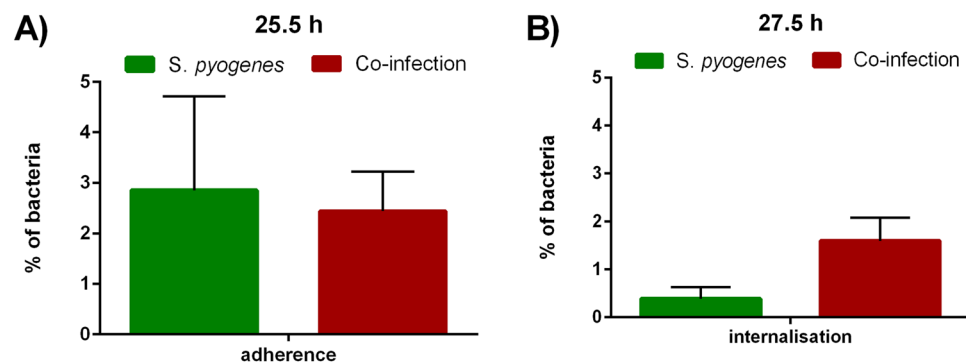 A)
25.5 h
S. pyogenes Co-infection
% of bacteria
5
4
3
2
1
0
adherence
B)
27.5 h
S. pyogenes Co-infection
% of bacteria
5
4
3
2
1
0
internalisation